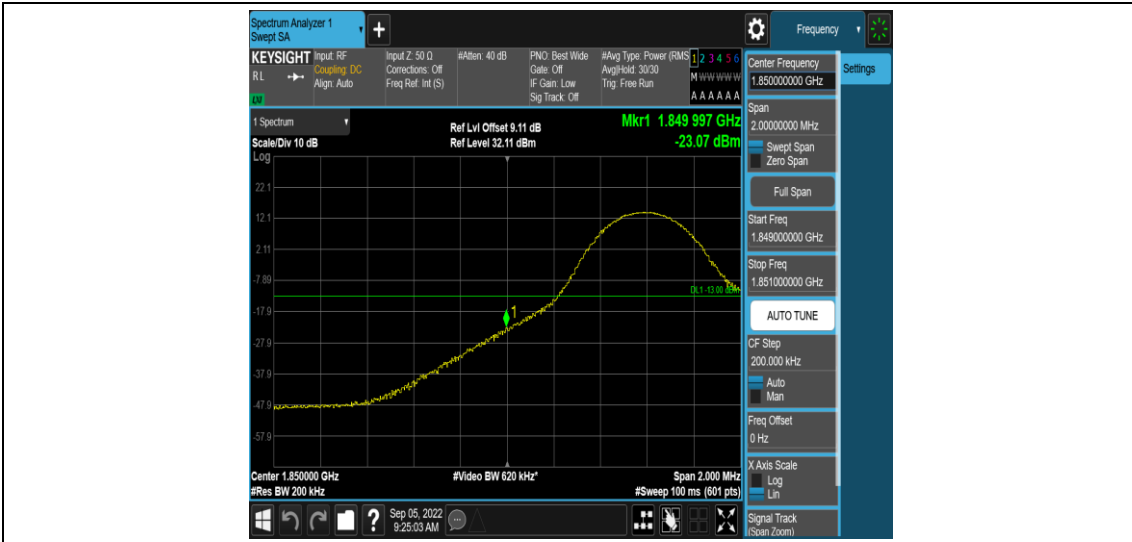 Spectrum Analyzer 1
Swept SA
+
Frequency
KEYSIGHT
RL
LXI
Input: RF
Coupling: DC
Align: Auto
Input Z: 50 Ω
Corrections: Off
Freq Ref: Int (S)
#Atten: 40 dB
PNO: Best Wide
Gate: Off
IF Gain: Low
Sig Track: Off
#Avg Type: Power (RMS
Avg|Hold: 30/30
Trig: Free Run
1 2 3 4 5 6
M W W W W W
A A A A A A
1 Spectrum
Scale/Div 10 dB
Ref Lvl Offset 9.11 dB
Ref Level 32.11 dBm
Mkr1 1.849 997 GHz
-23.07 dBm
Log
22.1
12.1
2.11
-7.89
DL1 -13.00 dBm
-17.9
1
-27.9
-37.9
-47.9
-57.9
Center 1.850000 GHz
#Res BW 200 kHz
#Video BW 620 kHz*
Span 2.000 MHz
#Sweep 100 ms (601 pts)
?
Sep 05, 2022
9:25:03 AM
Center Frequency
1.850000000 GHz
Settings
Span
2.00000000 MHz
Swept Span
Zero Span
Full Span
Start Freq
1.849000000 GHz
Stop Freq
1.851000000 GHz
AUTO TUNE
CF Step
200.000 kHz
Auto
Man
Freq Offset
0 Hz
X Axis Scale
Log
Lin
Signal Track
(Span Zoom)